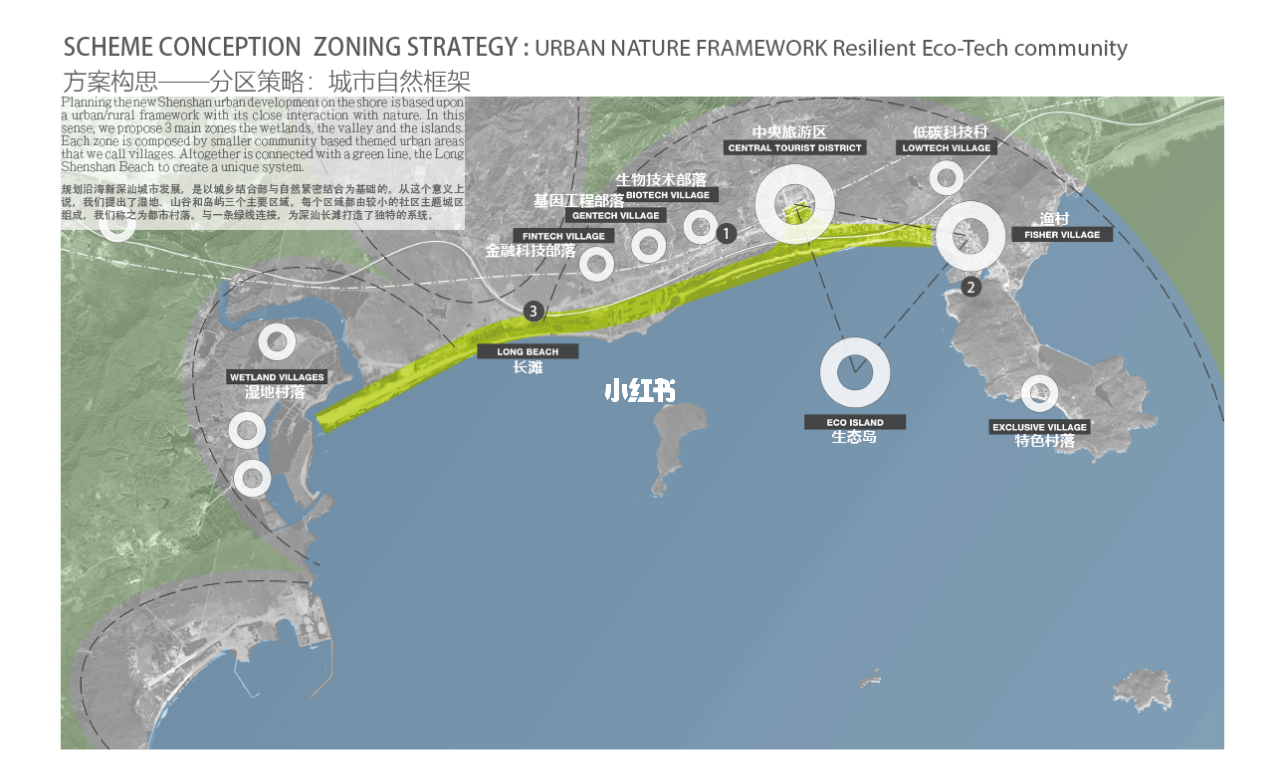 SCHEME CONCEPTION ZONING STRATEGY : URBAN NATURE FRAMEWORK Resilient Eco-Tech community
方案构思——分区策略：城市自然框架
Planning the new Shenshan urban development on the shore is based upon
a urban/rural framework with its close interaction with nature. In this
sense, we propose 3 main zones the wetlands, the valley and the islands.
Each zone is composed by smaller community based themed urban areas
that we call villages. Altogether is connected with a green line, the Long
Shenshan Beach to create a unique system.
规划沿海新深汕城市发展，是以城乡结合部与自然紧密结合为基础的。从这个意义上
说，我们提出了湿地、山谷和岛屿三个主要区域。每个区域都由较小的社区主题城区
组成，我们称之为都市村落。与一条绿线连接，为深汕长滩打造了独特的系统。
中央旅游区
CENTRAL TOURIST DISTRICT
低碳科技村
LOWTECH VILLAGE
生物技术部落
BIOTECH VILLAGE
基因工程部落
GENTECH VILLAGE
FINTECH VILLAGE
金融科技部落
1
渔村
FISHER VILLAGE
2
3
LONG BEACH
长滩
WETLAND VILLAGES
湿地村落
小红书
ECO ISLAND
生态岛
EXCLUSIVE VILLAGE
特色村落